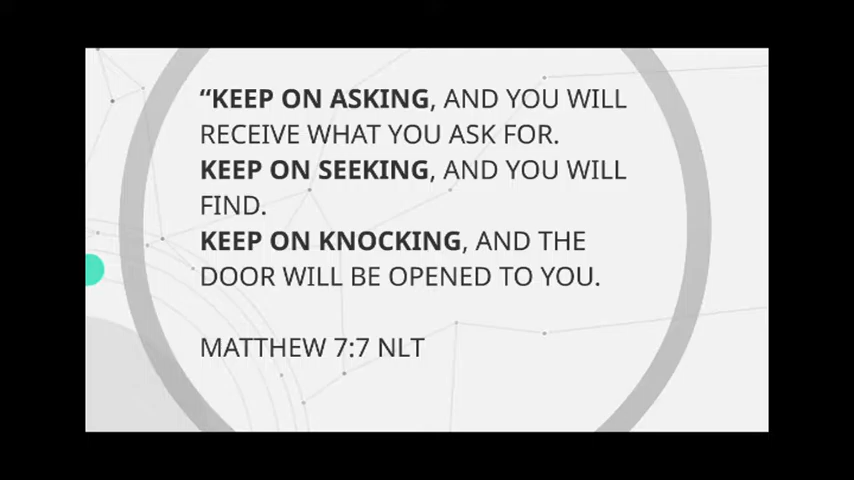 “KEEP ON ASKING, AND YOU WILL
RECEIVE WHAT YOU ASK FOR.
KEEP ON SEEKING, AND YOU WILL
FIND.
KEEP ON KNOCKING, AND THE
DOOR WILL BE OPENED TO YOU.
MATTHEW 7:7 NLT